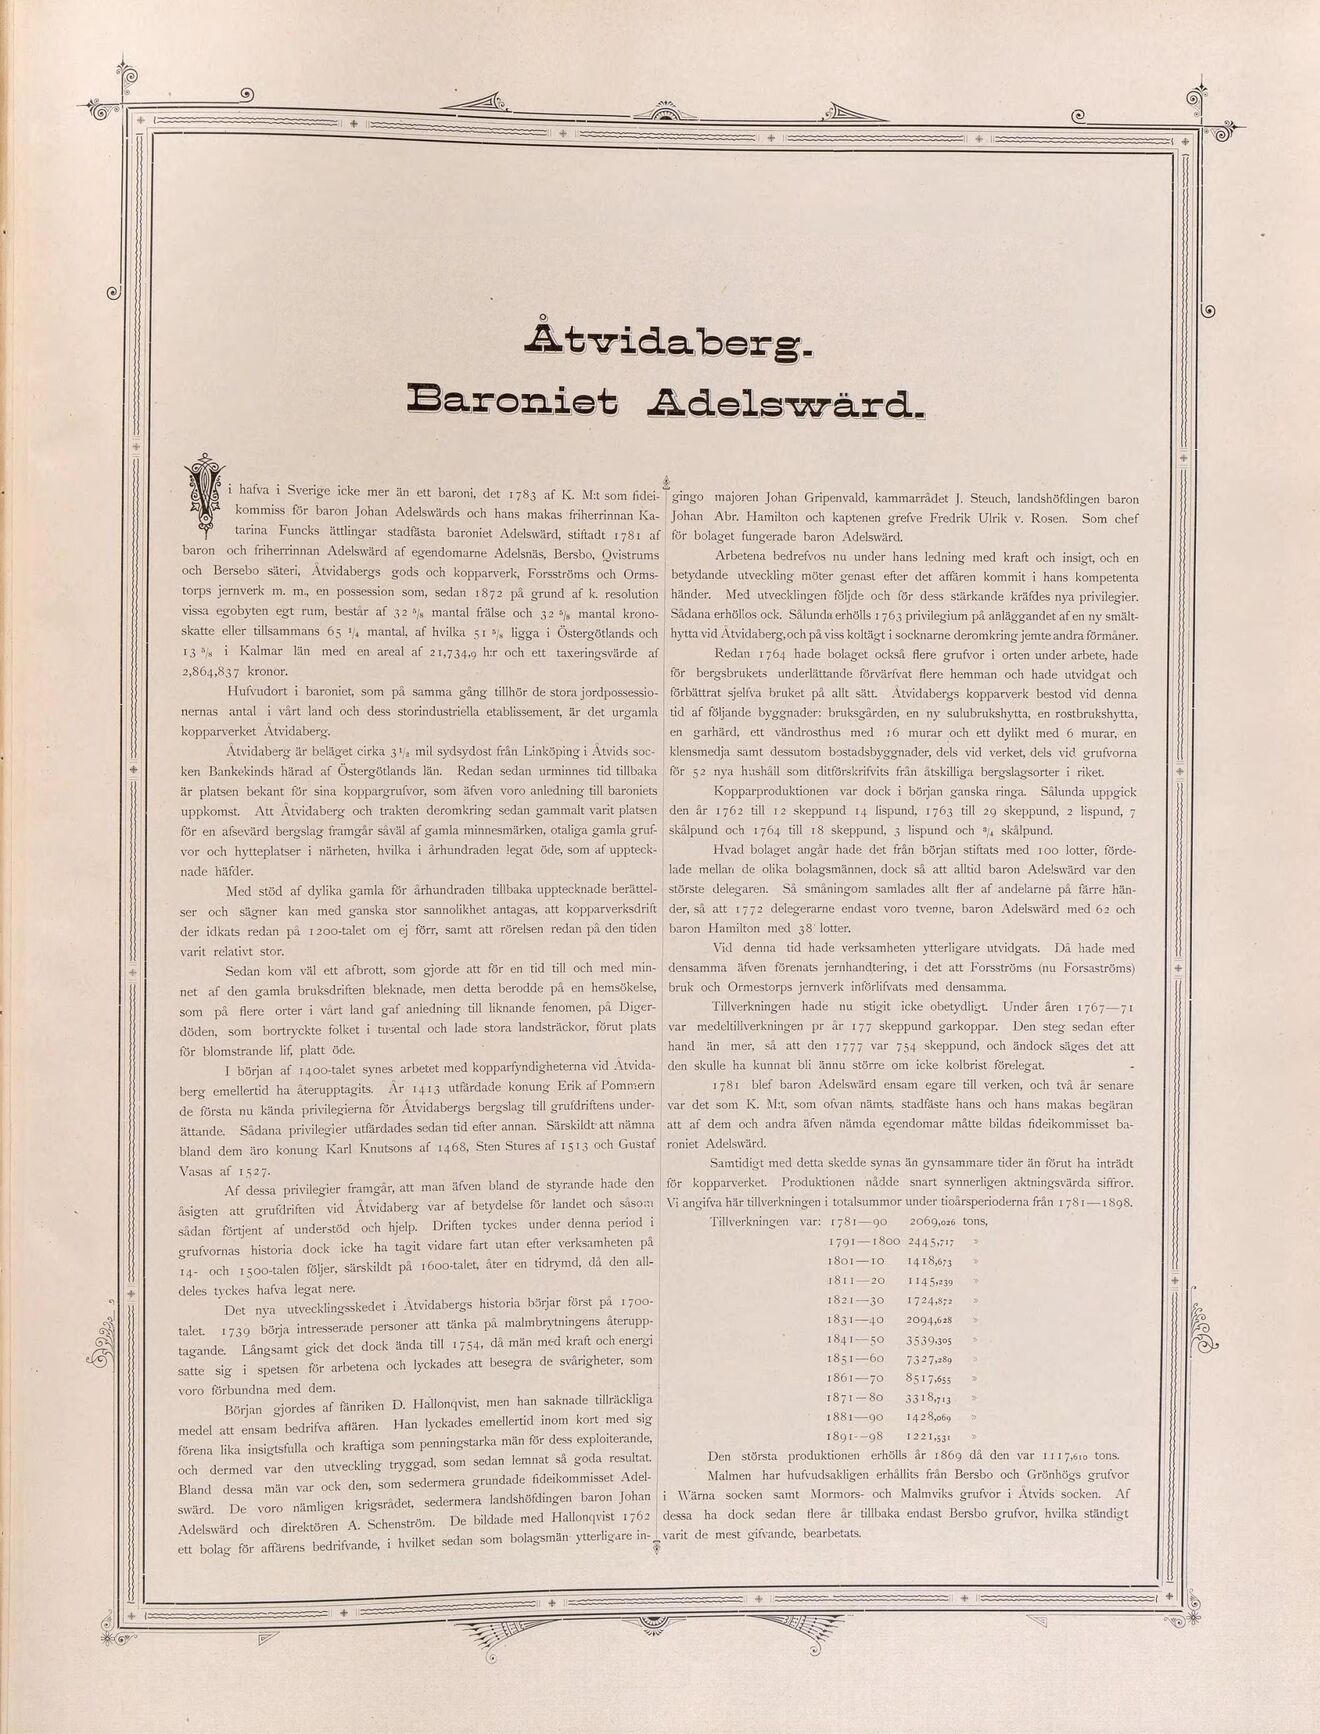 Åtvidaberg.
Baroniet Adelswärd.
Vi hafva i Sverige icke mer än ett baroni, det 1783 af K. M:t som fidei-
kommiss för baron Johan Adelswärds och hans makas friherrinnan Ka-
tarina Funcks ättlingar stadfästa baroniet Adelswärd, stiftadt 1781 af
baron och friherrinnan Adelswärd af egendomarne Adelsnäs, Bersbo, Qvistrums
och Bersebo säteri, Åtvidabergs gods och kopparverk, Forsströms och Orms-
torps jernverk m. m., en possession som, sedan 1872 på grund af k. resolution
vissa egobyten egt rum, består af 32 5/8 mantal frälse och 32 5/8 mantal krono-
skatte eller tillsammans 65 1/4 mantal, af hvilka 51 5/8 ligga i Östergötlands och
13 5/8 i Kalmar län med en areal af 21,734,9 h:r och ett taxeringsvärde af
2,864,837 kronor.
Hufvudort i baroniet, som på samma gång tillhör de stora jordpossessio-
nernas antal i vårt land och dess storindustriella etablissement, är det urgamla
kopparverket Åtvidaberg.
Åtvidaberg är beläget cirka 3 1/2 mil sydsydost från Linköping i Åtvids soc-
ken Bankekinds härad af Östergötlands län. Redan sedan urminnes tid tillbaka
är platsen bekant för sina koppargrufvor, som äfven voro anledning till baroniets
uppkomst. Att Åtvidaberg och trakten deromkring sedan gammalt varit platsen
för en afsevärd bergslag framgår såväl af gamla minnesmärken, otaliga gamla gruf-
vor och hytteplatser i närheten, hvilka i århundraden legat öde, som af uppteck-
nade häfder.
Med stöd af dylika gamla för århundraden tillbaka upptecknade berättel-
ser och sägner kan med ganska stor sannolikhet antagas, att kopparverksdrift
der idkats redan på 1200-talet om ej förr, samt att rörelsen redan på den tiden
varit relativt stor.
Sedan kom väl ett afbrott, som gjorde att för en tid till och med min-
net af den gamla bruksdriften bleknade, men detta berodde på en hemsökelse,
som på flere orter i vårt land gaf anledning till liknande fenomen, på Diger-
döden, som bortryckte folket i tusental och lade stora landsträckor, förut plats
för blomstrande lif, platt öde.
I början af 1400-talet synes arbetet med kopparfyndigheterna vid Åtvida-
berg emellertid ha återupptagits. År 1413 utfärdade konung Erik af Pommern
de första nu kända privilegierna för Åtvidabergs bergslag till grufdriftens under-
ättande. Sådana privilegier utfärdades sedan tid efter annan. Särskildt att nämna
bland dem äro konung Karl Knutsons af 1468, Sten Stures af 1513 och Gustaf
Vasas af 1527.
Af dessa privilegier framgår, att man äfven bland de styrande hade den
åsigten att grufdriften vid Åtvidaberg var af betydelse för landet och såsom
sådan förtjent af understöd och hjelp. Driften tyckes under denna period i
grufvornas historia dock icke ha tagit vidare fart utan efter verksamheten på
14- och 1500-talen följer, särskildt på 1600-talet, åter en tidrymd, då den all-
deles tyckes hafva legat nere.
Det nya utvecklingsskedet i Åtvidabergs historia börjar först på 1700-
talet. 1739 börja intresserade personer att tänka på malmbrytningens återupp-
tagande. Långsamt gick det dock ända till 1754, då män med kraft och energi
satte sig i spetsen för arbetena och lyckades att besegra de svårigheter, som
voro förbundna med dem.
Början gjordes af fänriken D. Hallonqvist, men han saknade tillräckliga
medel att ensam bedrifva affären. Han lyckades emellertid inom kort med sig
förena lika insigtsfulla och kraftiga som penningstarka män för dess exploiterande,
och dermed var den utveckling tryggad, som sedan lemnat så goda resultat.
Bland dessa män var ock den, som sedermera grundade fideikommisset Adel-
swärd. De voro nämligen krigsrådet, sedermera landshöfdingen baron Johan
Adelswärd och direktören A. Schenström. De bildade med Hallonqvist 1762
ett bolag för affärens bedrifvande, i hvilket sedan som bolagsmän ytterligare in-
gingo majoren Johan Gripenvald, kammarrådet J. Steuch, landshöfdingen baron
Johan Abr. Hamilton och kaptenen grefve Fredrik Ulrik v. Rosen. Som chef
för bolaget fungerade baron Adelswärd.
Arbetena bedrefvos nu under hans ledning med kraft och insigt, och en
betydande utveckling möter genast efter det affären kommit i hans kompetenta
händer. Med utvecklingen följde och för dess stärkande kräfdes nya privilegier.
Sådana erhöllos ock. Sålunda erhölls 1763 privilegium på anläggandet af en ny smält-
hytta vid Åtvidaberg, och på viss koltägt i socknarne deromkring jemte andra förmåner.
Redan 1764 hade bolaget också flere grufvor i orten under arbete, hade
för bergsbrukets underlättande förvärfvat flere hemman och hade utvidgat och
förbättrat sjelfva bruket på allt sätt. Åtvidabergs kopparverk bestod vid denna
tid af följande byggnader: bruksgården, en ny sulubrukshytta, en rostbrukshytta,
en garhärd, ett vändrosthus med 16 murar och ett dylikt med 6 murar, en
klensmedja samt dessutom bostadsbyggnader, dels vid verket, dels vid grufvorna
för 52 nya hushåll som ditförskrifvits från åtskilliga bergslagsorter i riket.
Kopparproduktionen var dock i början ganska ringa. Sålunda uppgick
den år 1762 till 12 skeppund 14 lispund, 1763 till 29 skeppund, 2 lispund, 7
skålpund och 1764 till 18 skeppund, 3 lispund och 3/4 skålpund.
Hvad bolaget angår hade det från början stiftats med 100 lotter, förde-
lade mellan de olika bolagsmännen, dock så att alltid baron Adelswärd var den
störste delegaren. Så småningom samlades allt fler af andelarne på färre hän-
der, så att 1772 delegerarne endast voro tvenne, baron Adelswärd med 62 och
baron Hamilton med 38 lotter.
Vid denna tid hade verksamheten ytterligare utvidgats. Då hade med
densamma äfven förenats jernhandtering, i det att Forsströms (nu Forsaströms)
bruk och Ormestorps jernverk införlifvats med densamma.
Tillverkningen hade nu stigit icke obetydligt. Under åren 1767—71
var medeltillverkningen pr år 177 skeppund garkoppar. Den steg sedan efter
hand än mer, så att den 1777 var 754 skeppund, och ändock säges det att
den skulle ha kunnat bli ännu större om icke kolbrist förelegat.
1781 blef baron Adelswärd ensam egare till verken, och två år senare
var det som K. M:t, som ofvan nämts, stadfäste hans och hans makas begäran
att af dem och andra äfven nämda egendomar måtte bildas fideikommisset ba-
roniet Adelswärd.
Samtidigt med detta skedde synas än gynsammare tider än förut ha inträdt
för kopparverket. Produktionen nådde snart synnerligen aktningsvärda siffror.
Vi angifva här tillverkningen i totalsummor under tioårsperioderna från 1781—1898.
Tillverkningen var: 1781—90 2069,026 tons,
1791—1800 2445,717 »
1801—10 1418,673 »
1811—20 1145,239 »
1821—30 1724,872 »
1831—40 2094,628 »
1841—50 3539,305 »
1851—60 7327,289 »
1861—70 8517,655 »
1871—80 3318,713 »
1881—90 1428,069 »
1891—98 1221,531 »
Den största produktionen erhölls år 1869 då den var 1117,610 tons.
Malmen har hufvudsakligen erhållits från Bersbo och Grönhögs grufvor
i Wärna socken samt Mormors- och Malmviks grufvor i Åtvids socken. Af
dessa ha dock sedan flere år tillbaka endast Bersbo grufvor, hvilka ständigt
varit de mest gifvande, bearbetats.